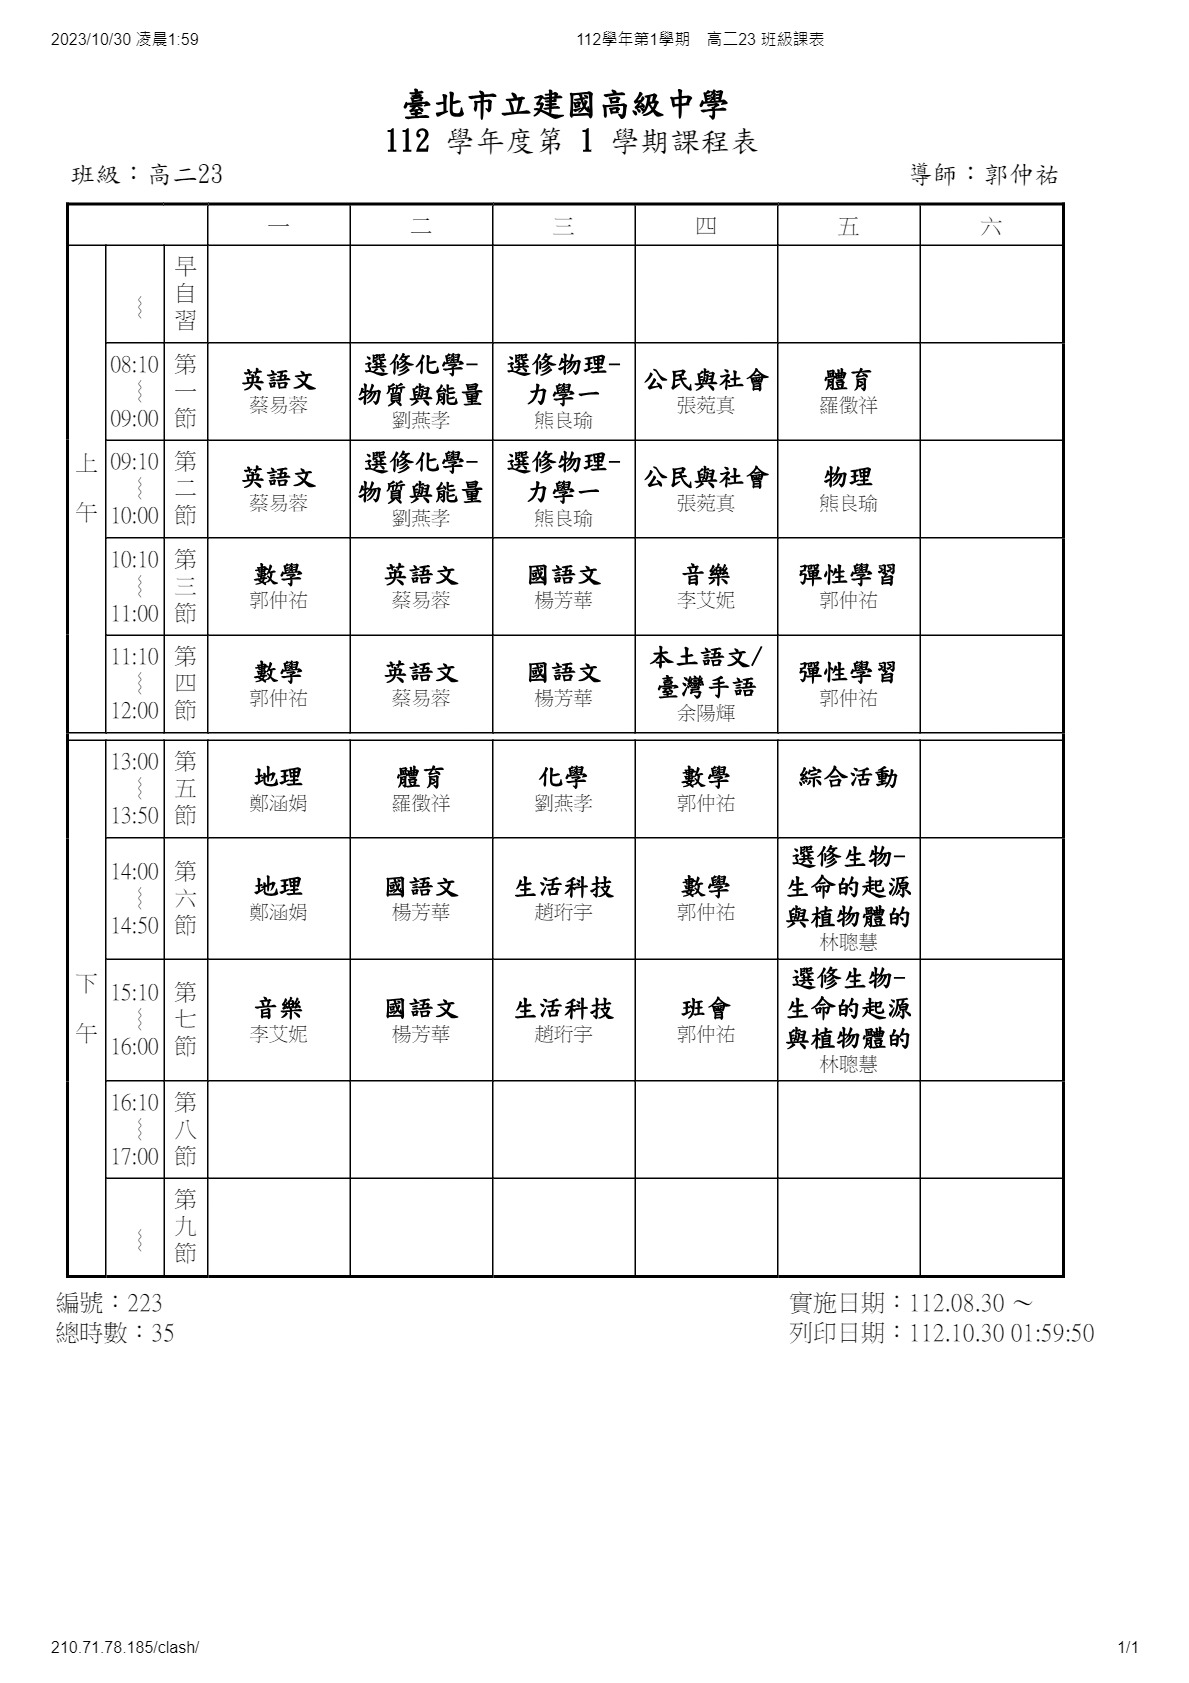 2023/10/30 凌晨1:59
112學年第1學期　高二23 班級課表
臺北市立建國高級中學
112 學年度第 1 學期課程表
班級：高二23
導師：郭仲祐
一 二 三 四 五 六
上午
～
早自習
08:10
～
09:00
第一節
英語文
蔡易蓉
選修化學-
物質與能量
劉燕孝
選修物理-
力學一
熊良瑜
公民與社會
張菀真
體育
羅徵祥
09:10
～
10:00
第二節
英語文
蔡易蓉
選修化學-
物質與能量
劉燕孝
選修物理-
力學一
熊良瑜
公民與社會
張菀真
物理
熊良瑜
10:10
～
11:00
第三節
數學
郭仲祐
英語文
蔡易蓉
國語文
楊芳華
音樂
李艾妮
彈性學習
郭仲祐
11:10
～
12:00
第四節
數學
郭仲祐
英語文
蔡易蓉
國語文
楊芳華
本土語文/
臺灣手語
余陽輝
彈性學習
郭仲祐
下午
13:00
～
13:50
第五節
地理
鄭涵娟
體育
羅徵祥
化學
劉燕孝
數學
郭仲祐
綜合活動
14:00
～
14:50
第六節
地理
鄭涵娟
國語文
楊芳華
生活科技
趙珩宇
數學
郭仲祐
選修生物-
生命的起源
與植物體的
林聰慧
15:10
～
16:00
第七節
音樂
李艾妮
國語文
楊芳華
生活科技
趙珩宇
班會
郭仲祐
選修生物-
生命的起源
與植物體的
林聰慧
16:10
～
17:00
第八節
～
第九節
編號：223
總時數：35
實施日期：112.08.30 ～
列印日期：112.10.30 01:59:50
210.71.78.185/clash/
1/1